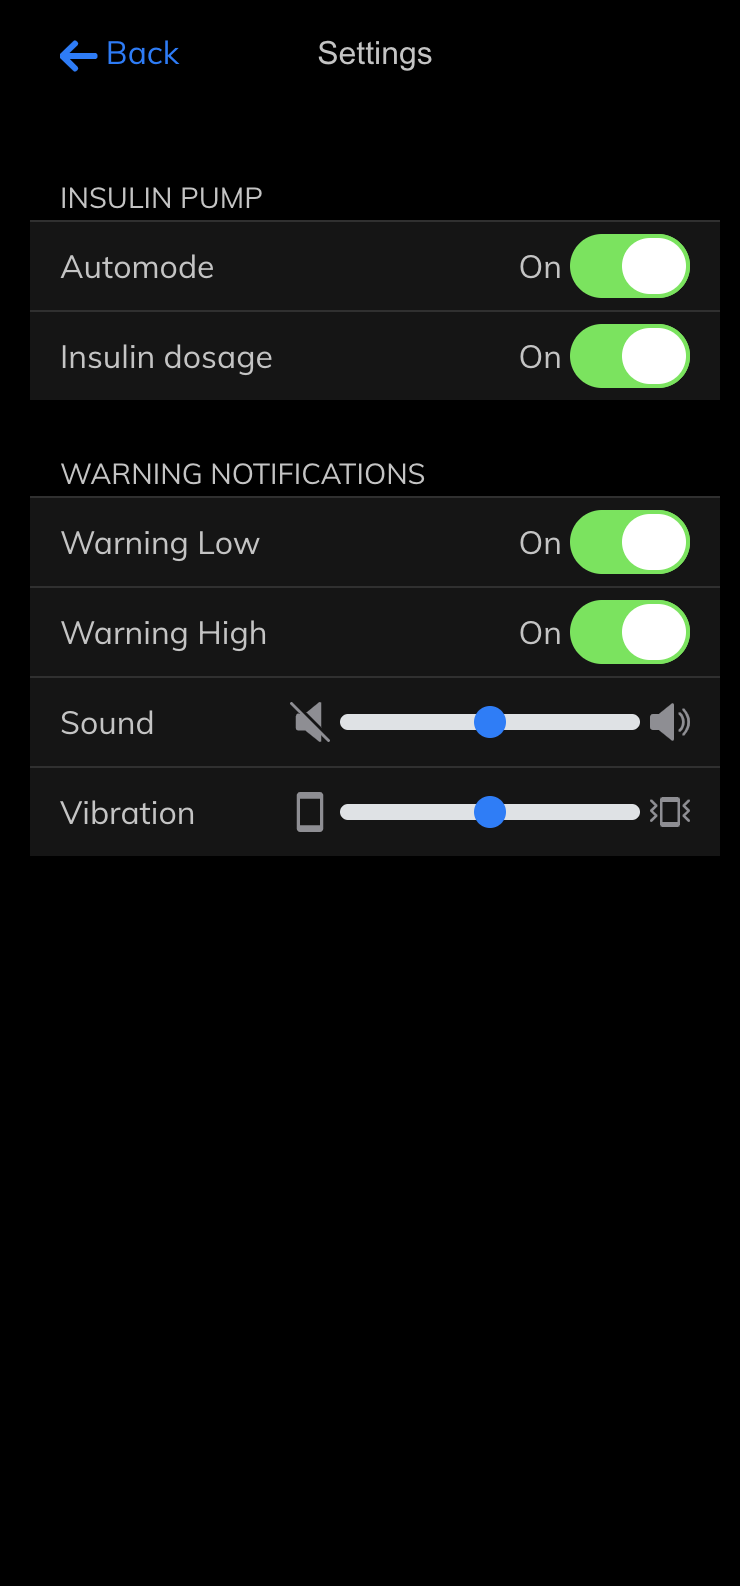 Back Settings
INSULIN PUMP
Automode On
Insulin dosage On
WARNING NOTIFICATIONS
Warning Low On
Warning High On
Sound
Vibration